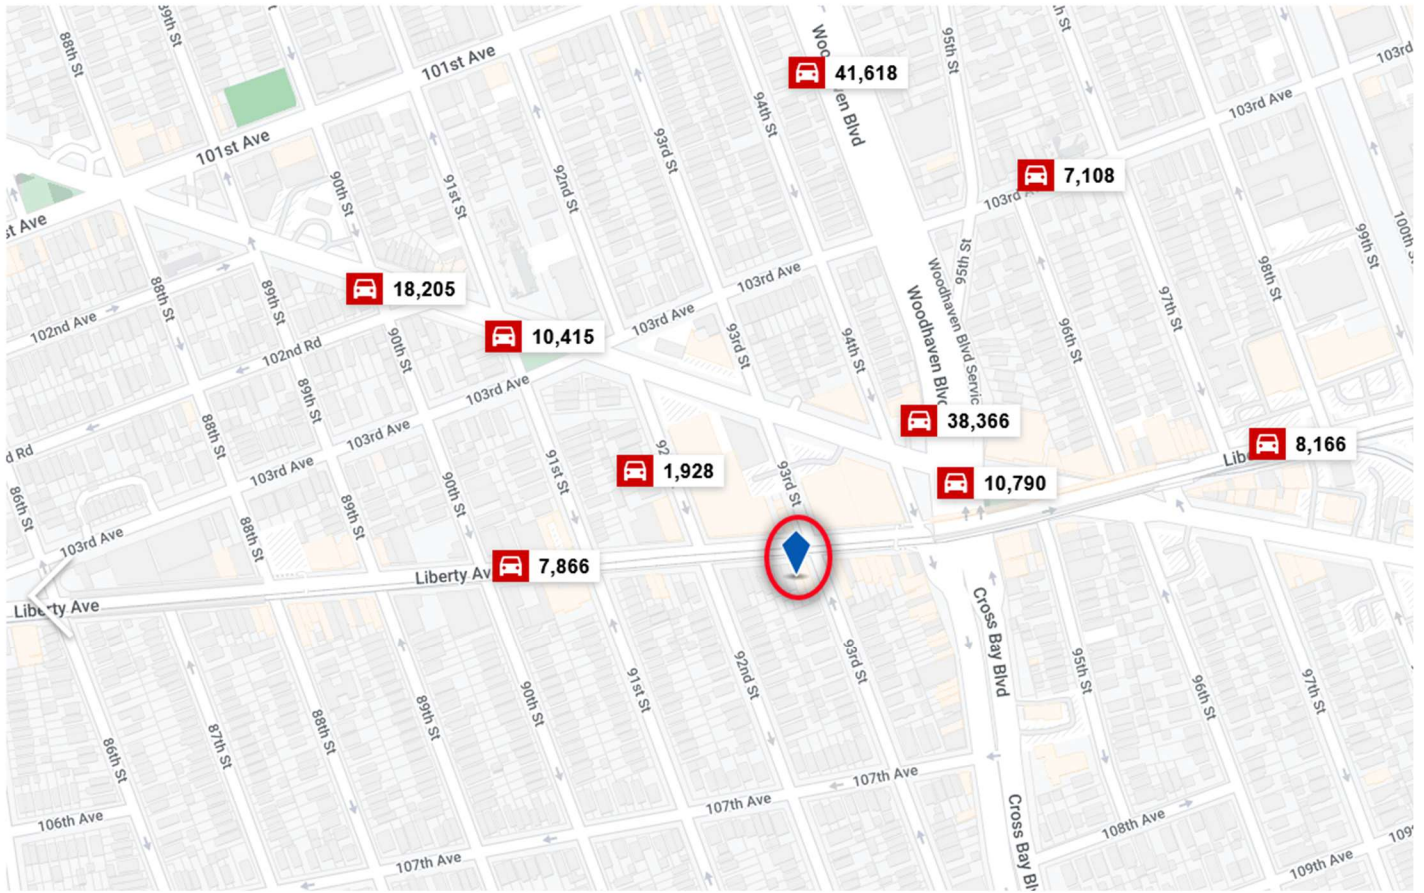 88th St
39th St
101st Ave
Woodhaven Blvd
95th St
103rd
41,618
103rd Ave
94th St
93rd St
101st Ave
92nd St
91st St
90th St
7,108
103rd A
St Ave
100th
99th St
98th St
95th St
103rd Ave
18,205
88th St
89th St
102nd Ave
103rd Ave
10,415
Woodhaven Blvd
Woodhaven Blvd Servic
97th St
96th St
93rd St
94th St
102nd Rd
90th St
103rd Ave
89th St
103rd Ave
88th St
d Rd
38,366
8,166
Lib
92
1,928
93rd St
10,790
103rd Ave
91st St
90th St
89th St
88th St
86th St
103rd Ave
Liberty Av
7,866
Liberty Ave
Cross Bay Blvd
93rd St
92nd St
91st St
90th St
89th St
88th St
87th St
86th St
95th St
96th St
97th St
107th Ave
107th Ave
106th Ave
107th Ave
Cross Bay Bl
108th Ave
109
109th Ave